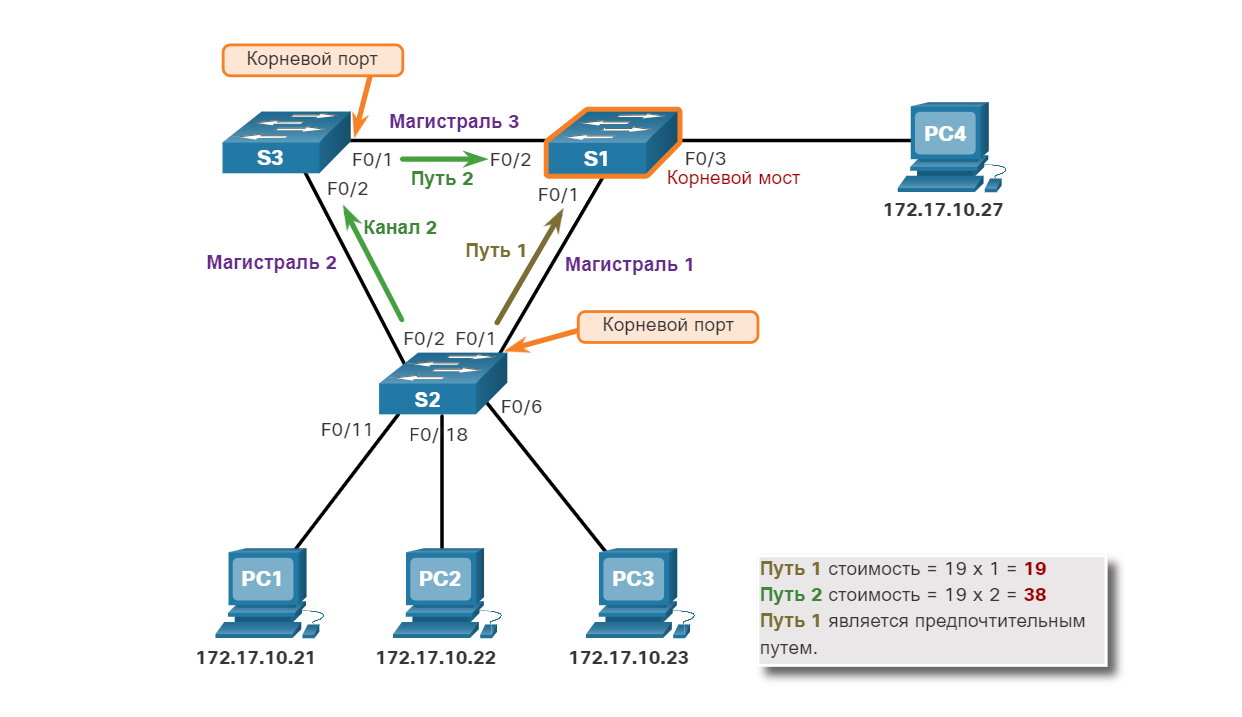 Корневой порт
Магистраль 3
S3
S1
PC4
F0/1
F0/2
F0/3
Путь 2
Корневой мост
F0/2
F0/1
172.17.10.27
Канал 2
Путь 1
Магистраль 2
Магистраль 1
Корневой порт
F0/2
F0/1
S2
F0/6
F0/11
F0/18
PC1
PC2
PC3
172.17.10.21
172.17.10.22
172.17.10.23
Путь 1 стоимость = 19 x 1 = 19
Путь 2 стоимость = 19 x 2 = 38
Путь 1 является предпочтительным
путем.